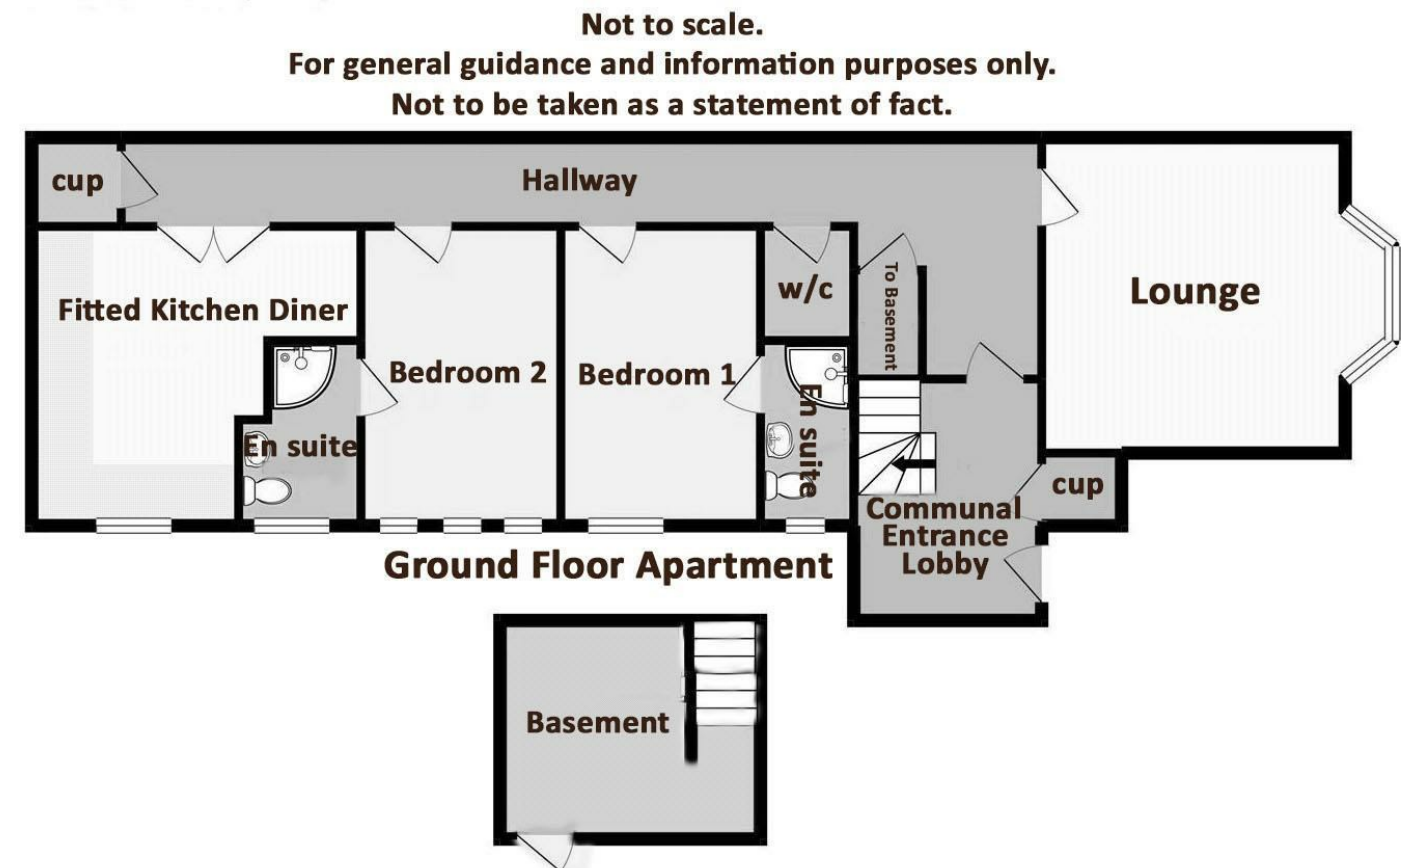 Not to scale.
For general guidance and information purposes only.
Not to be taken as a statement of fact.
cup
Hallway
Fitted Kitchen Diner
w/c
To Basement
Lounge
Bedroom 2
Bedroom 1
En suite
En suite
cup
Communal
Entrance
Lobby
Ground Floor Apartment
Basement